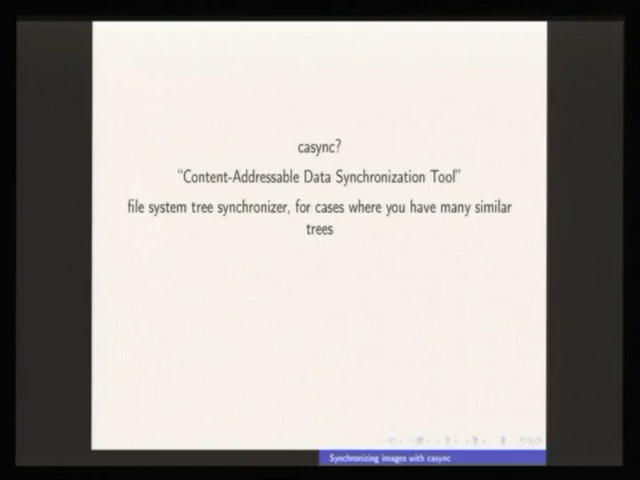 casync?
“Content-Addressable Data Synchronization Tool”
file system tree synchronizer, for cases where you have many similar
trees
Synchronizing images with casync